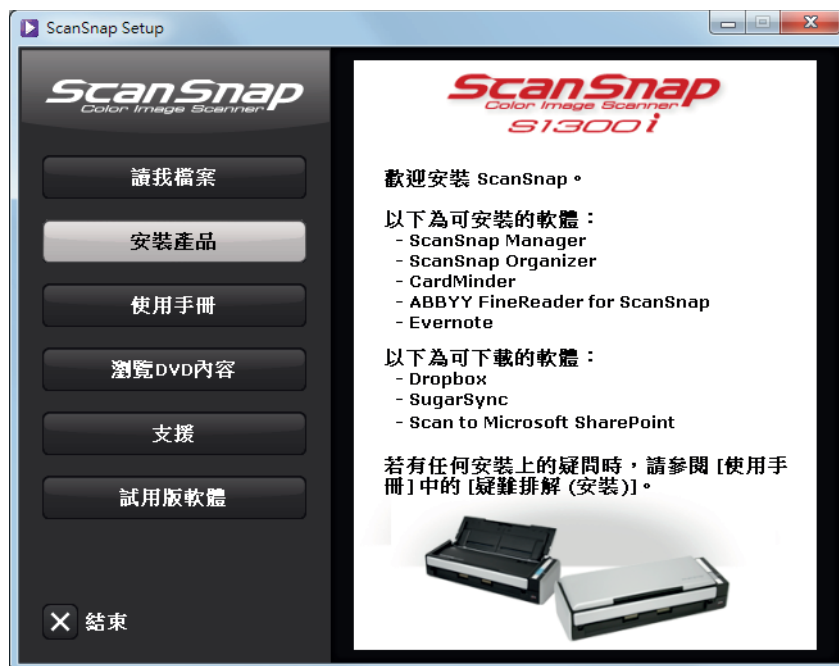 ScanSnap Setup
ScanSnap
Color Image Scanner
讀我檔案
安裝產品
使用手冊
瀏覽DVD內容
支援
試用版軟體
結束
ScanSnap
Color Image Scanner
S1300i
歡迎安裝 ScanSnap。
以下為可安裝的軟體：
- ScanSnap Manager
- ScanSnap Organizer
- CardMinder
- ABBYY FineReader for ScanSnap
- Evernote
以下為可下載的軟體：
- Dropbox
- SugarSync
- Scan to Microsoft SharePoint
若有任何安裝上的疑問時，請參閱 [使用手
冊] 中的 [疑難排解 (安裝)]。